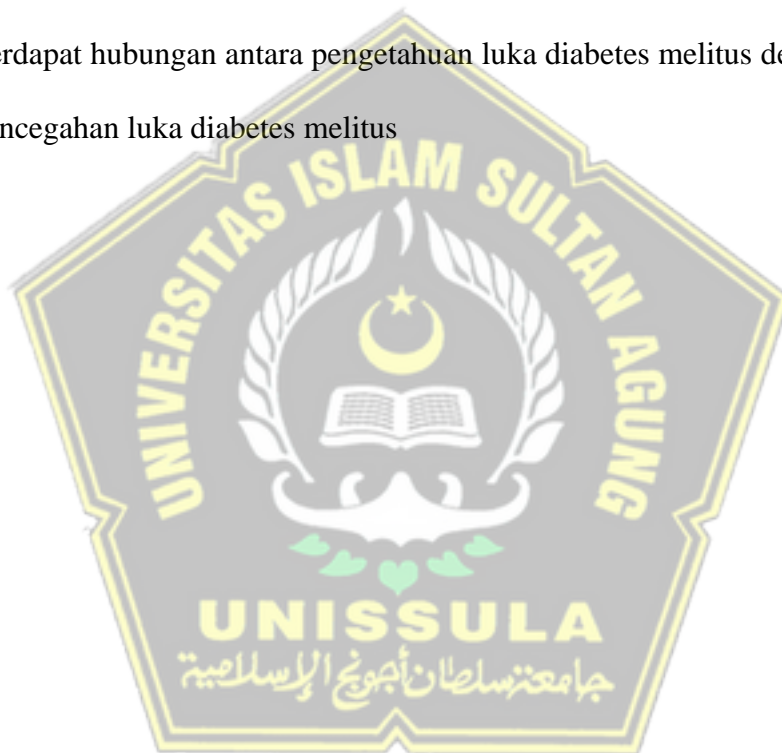 erdapat hubungan antara pengetahuan luka diabetes melitus de
ncegahan luka diabetes melitus
UNIVERSITAS ISLAM SULTAN AGUNG
UNISSULA
جامعة سلطان أجونج الإسلامية